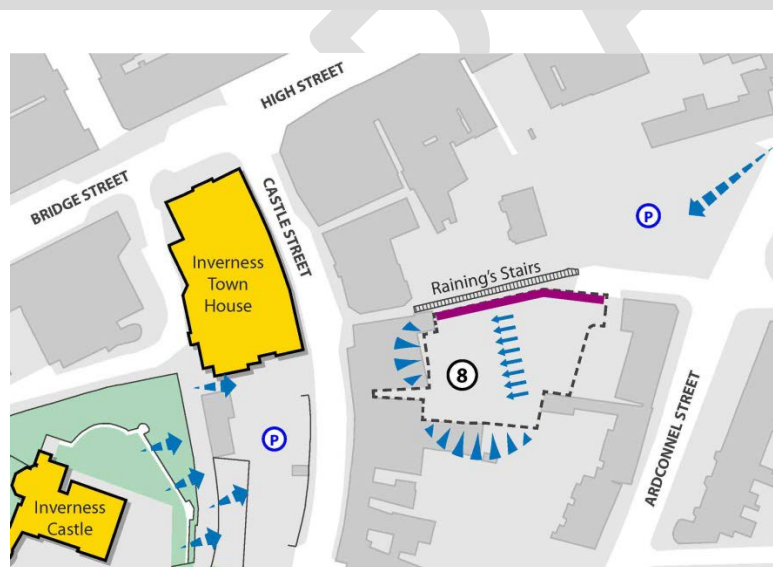 HIGH STREET
BRIDGE STREET
CASTLE STREET
P
Inverness
Town
House
Raining's Stairs
8
P
ARDCONNEL STREET
Inverness
Castle